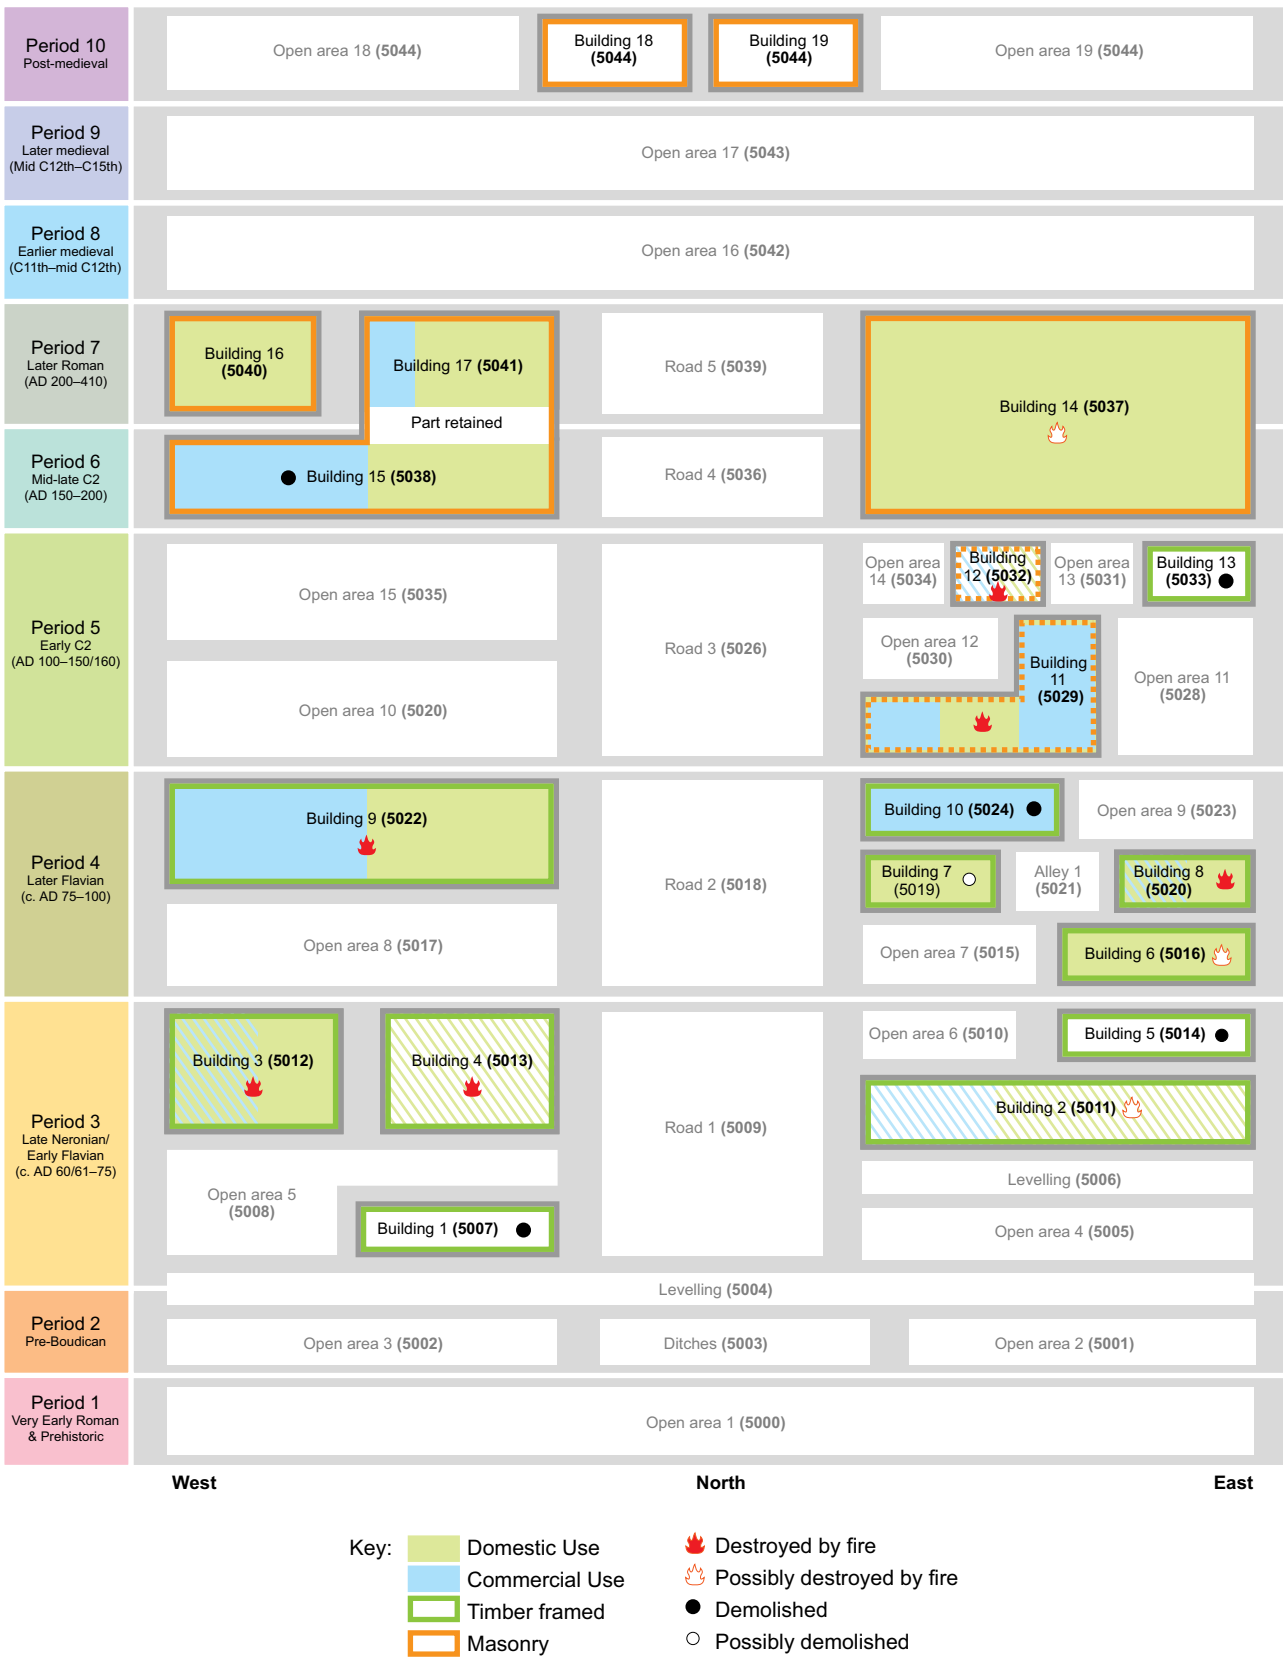 Period 10
Post-medieval
Open area 18 (5044)
Building 18
(5044)
Building 19
(5044)
Open area 19 (5044)
Period 9
Later medieval
(Mid C12th–C15th)
Open area 17 (5043)
Period 8
Earlier medieval
(C11th–mid C12th)
Open area 16 (5042)
Period 7
Later Roman
(AD 200–410)
Building 16
(5040)
Building 17 (5041)
Part retained
Road 5 (5039)
Building 14 (5037)
Period 6
Mid-late C2
(AD 150–200)
Building 15 (5038)
Road 4 (5036)
Period 5
Early C2
(AD 100–150/160)
Open area 15 (5035)
Open area 10 (5020)
Road 3 (5026)
Open area
14 (5034)
Building
12 (5032)
Open area
13 (5031)
Building 13
(5033)
Open area 12
(5030)
Building
11
(5029)
Open area 11
(5028)
Period 4
Later Flavian
(c. AD 75–100)
Building 9 (5022)
Open area 8 (5017)
Road 2 (5018)
Building 10 (5024)
Open area 9 (5023)
Building 7
(5019)
Alley 1
(5021)
Building 8
(5020)
Open area 7 (5015)
Building 6 (5016)
Period 3
Late Neronian/
Early Flavian
(c. AD 60/61–75)
Building 3 (5012)
Building 4 (5013)
Open area 5
(5008)
Building 1 (5007)
Road 1 (5009)
Open area 6 (5010)
Building 5 (5014)
Building 2 (5011)
Levelling (5006)
Open area 4 (5005)
Levelling (5004)
Period 2
Pre-Boudican
Open area 3 (5002)
Ditches (5003)
Open area 2 (5001)
Period 1
Very Early Roman
& Prehistoric
Open area 1 (5000)
West
North
East
Key:
Domestic Use
Commercial Use
Timber framed
Masonry
Destroyed by fire
Possibly destroyed by fire
Demolished
Possibly demolished